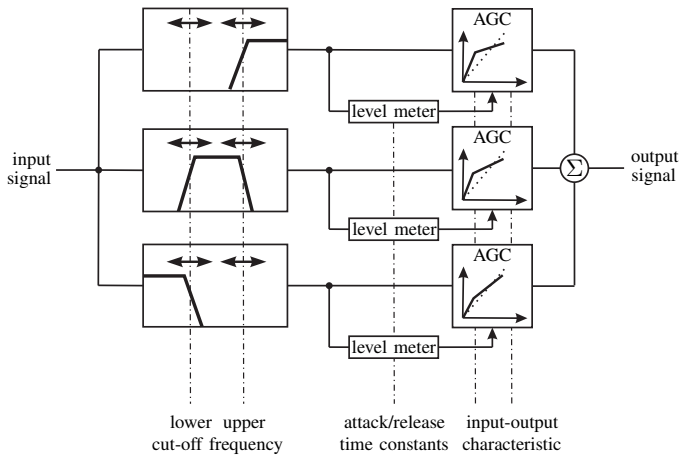 AGC
level meter
AGC
input
signal
Σ
output
signal
level meter
AGC
level meter
lower upper
cut-off frequency
attack/release
time constants
input-output
characteristic